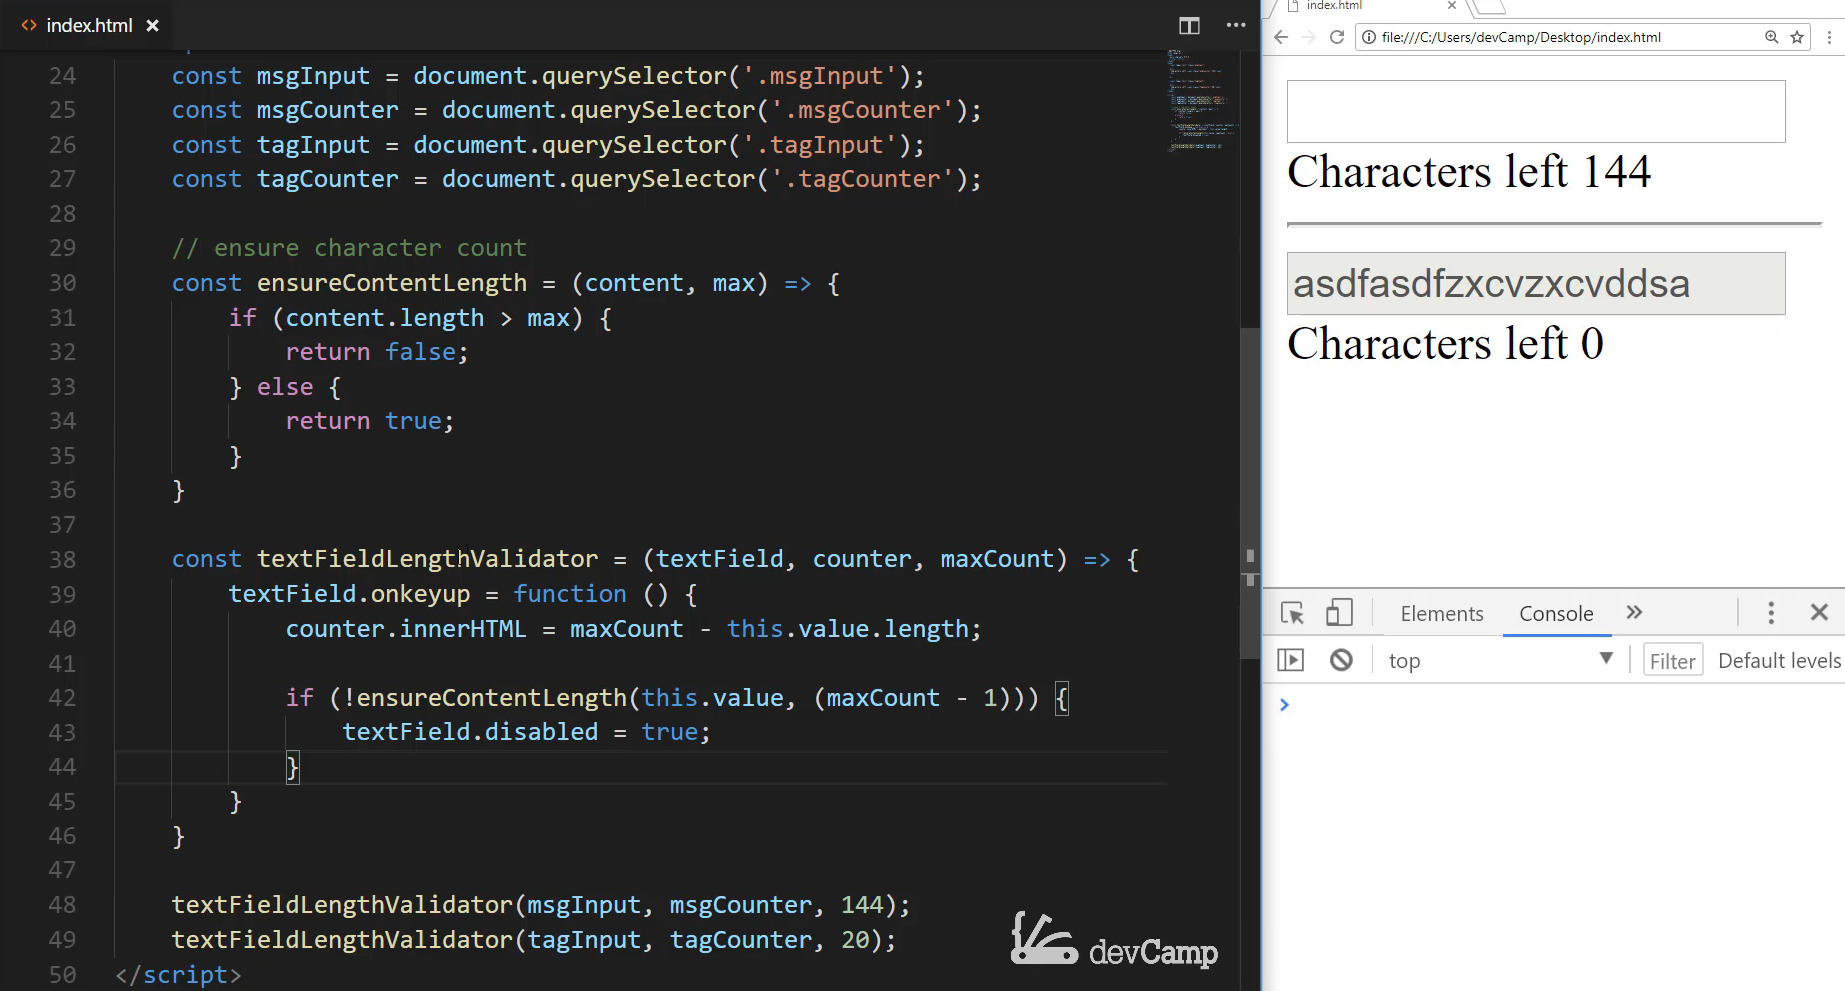 index.html
24 const msgInput = document.querySelector('.msgInput');
25 const msgCounter = document.querySelector('.msgCounter');
26 const tagInput = document.querySelector('.tagInput');
27 const tagCounter = document.querySelector('.tagCounter');
28
29 // ensure character count
30 const ensureContentLength = (content, max) => {
31 if (content.length > max) {
32 return false;
33 } else {
34 return true;
35 }
36 }
37
38 const textFieldLengthValidator = (textField, counter, maxCount) => {
39 textField.onkeyup = function () {
40 counter.innerHTML = maxCount - this.value.length;
41
42 if (!ensureContentLength(this.value, (maxCount - 1))) {
43 textField.disabled = true;
44 }
45 }
46 }
47
48 textFieldLengthValidator(msgInput, msgCounter, 144);
49 textFieldLengthValidator(tagInput, tagCounter, 20);
50 </script>
devCamp
index.html
file:///C:/Users/devCamp/Desktop/index.html
Characters left 144
asdfasdfzxcvzxcvddsa
Characters left 0
Elements Console »
top Filter Default levels